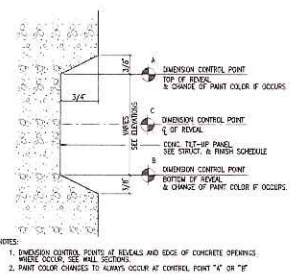 A
3/8"
DIMENSION CONTROL POINT
TOP OF REVEAL
& CHANGE OF PAINT COLOR IF OCCURS
3/4"
VARIES
SEE ELEVATIONS
C
DIMENSION CONTROL POINT
℄ OF REVEAL
CONC. TILT-UP PANEL
SEE STRUCT. & FINISH SCHEDULE
B
3/8"
DIMENSION CONTROL POINT
BOTTOM OF REVEAL
& CHANGE OF PAINT COLOR IF OCCURS.
NOTES:
1. DIMENSION CONTROL POINTS AT REVEALS AND EDGE OF CONCRETE OPENINGS
WHERE OCCUR, SEE WALL SECTIONS.
2. PAINT COLOR CHANGES TO ALWAYS OCCUR AT CONTROL POINT "A" OR "B"